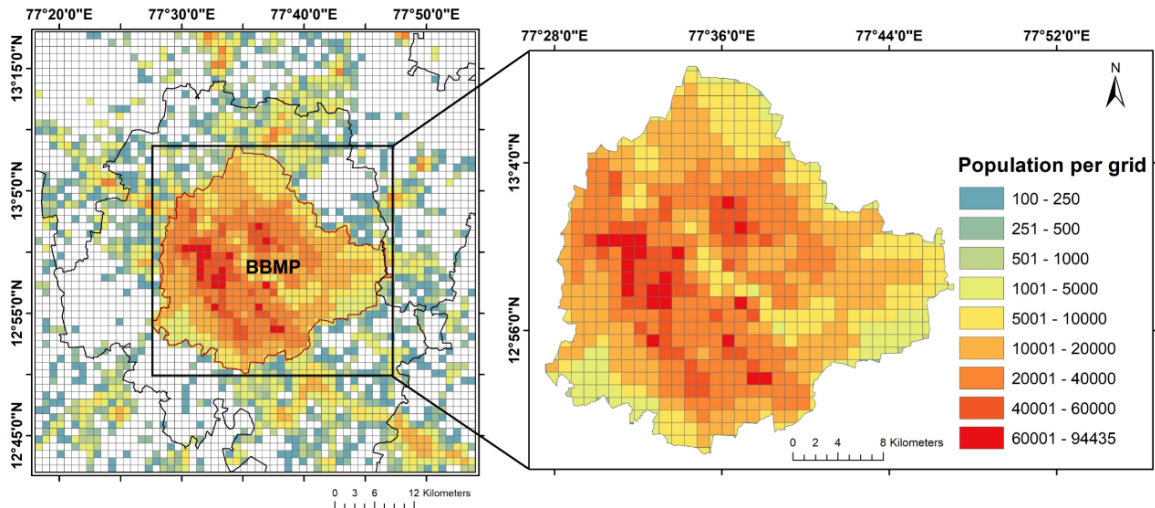 77°20'0"E 77°30'0"E 77°40'0"E 77°50'0"E
13°15'0"N
13°5'0"N
12°55'0"N
12°45'0"N
BBMP
0 3 6 12 Kilometers
77°28'0"E 77°36'0"E 77°44'0"E 77°52'0"E
13°4'0"N
12°56'0"N
N
0 2 4 8 Kilometers
Population per grid
100 - 250
251 - 500
501 - 1000
1001 - 5000
5001 - 10000
10001 - 20000
20001 - 40000
40001 - 60000
60001 - 94435